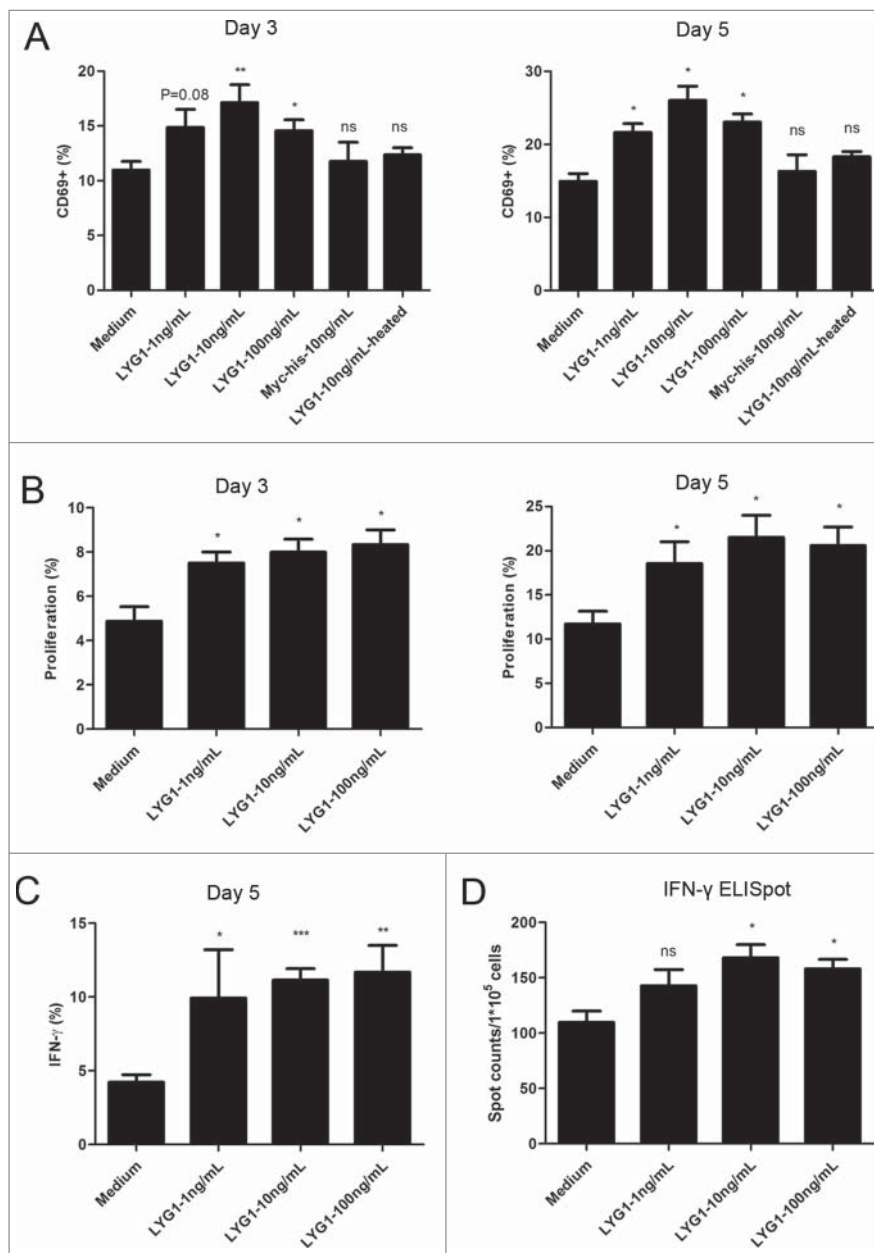 A
Day 3
CD69+ (%)
20
15
10
5
0
P=0.08
**
*
ns
ns
Medium
LYG1-1ng/mL
LYG1-10ng/mL
LYG1-100ng/mL
Myc-his-10ng/mL
LYG1-10ng/mL-heated
Day 5
CD69+ (%)
30
20
10
0
*
*
*
ns
ns
Medium
LYG1-1ng/mL
LYG1-10ng/mL
LYG1-100ng/mL
Myc-his-10ng/mL
LYG1-10ng/mL-heated
B
Day 3
Proliferation (%)
10
8
6
4
2
0
*
*
*
Medium
LYG1-1ng/mL
LYG1-10ng/mL
LYG1-100ng/mL
Day 5
Proliferation (%)
25
20
15
10
5
0
*
*
*
Medium
LYG1-1ng/mL
LYG1-10ng/mL
LYG1-100ng/mL
C
Day 5
IFN-γ (%)
15
10
5
0
*
***
**
Medium
LYG1-1ng/mL
LYG1-10ng/mL
LYG1-100ng/mL
D
IFN-γ ELISpot
Spot counts/1*10⁵ cells
200
150
100
50
0
ns
*
*
Medium
LYG1-1ng/mL
LYG1-10ng/mL
LYG1-100ng/mL